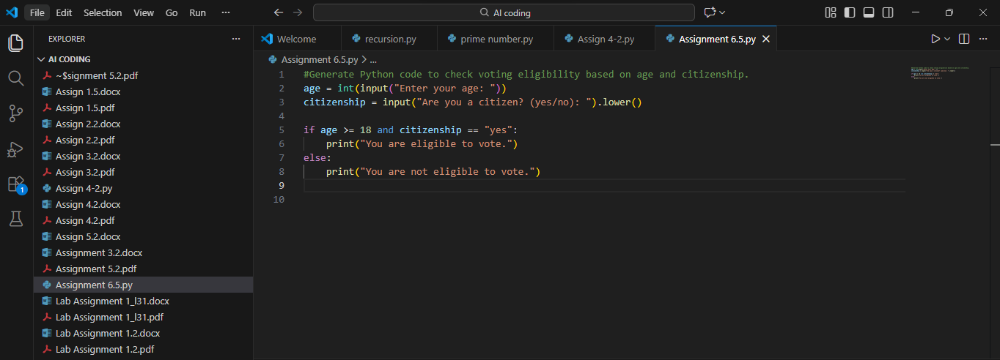 File Edit Selection View Go Run ··· AI coding
EXPLORER ···
Welcome recursion.py prime number.py Assign 4-2.py Assignment 6.5.py
AI CODING
~$signment 5.2.pdf
Assign 1.5.docx
Assign 1.5.pdf
Assign 2.2.docx
Assign 2.2.pdf
Assign 3.2.docx
Assign 3.2.pdf
Assign 4-2.py
Assign 4.2.docx
Assign 4.2.pdf
Assign 5.2.docx
Assignment 3.2.docx
Assignment 5.2.pdf
Assignment 6.5.py
Lab Assignment 1_l31.docx
Lab Assignment 1_l31.pdf
Lab Assignment 1.2.docx
Lab Assignment 1.2.pdf
1
Assignment 6.5.py > ...
1 #Generate Python code to check voting eligibility based on age and citizenship.
2 age = int(input("Enter your age: "))
3 citizenship = input("Are you a citizen? (yes/no): ").lower()
4
5 if age >= 18 and citizenship == "yes":
6     print("You are eligible to vote.")
7 else:
8     print("You are not eligible to vote.")
9
10